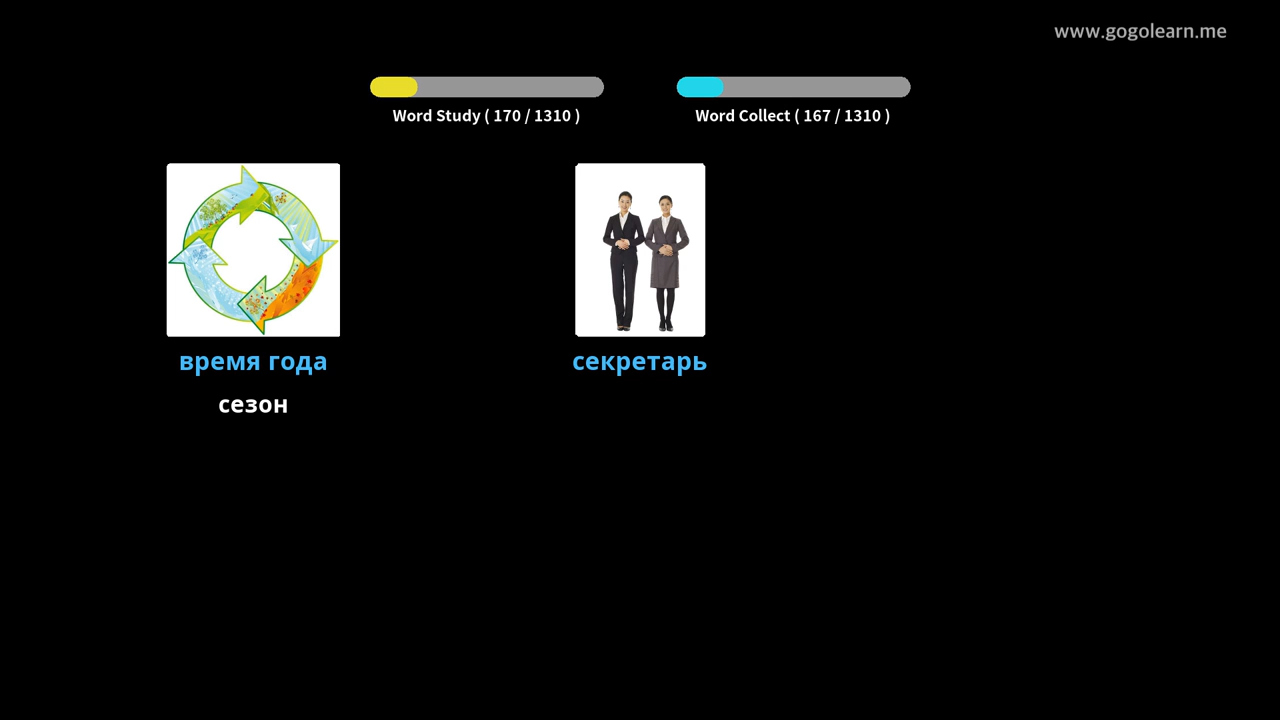 www.gogolearn.me
Word Study ( 170 / 1310 )
Word Collect ( 167 / 1310 )
время года
секретарь
сезон